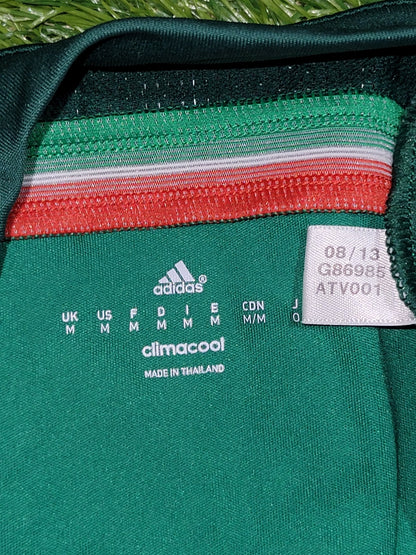 adidas®
UK US F D I E CDN J
M M M M M M M/M O
climacool
MADE IN THAILAND
08/13
G86985
ATV001